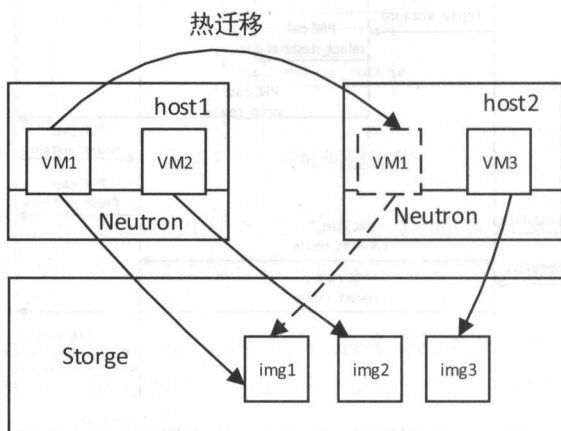 热迁移
host1
host2
VM1
VM2
VM1
VM3
Neutron
Neutron
Storge
img1
img2
img3